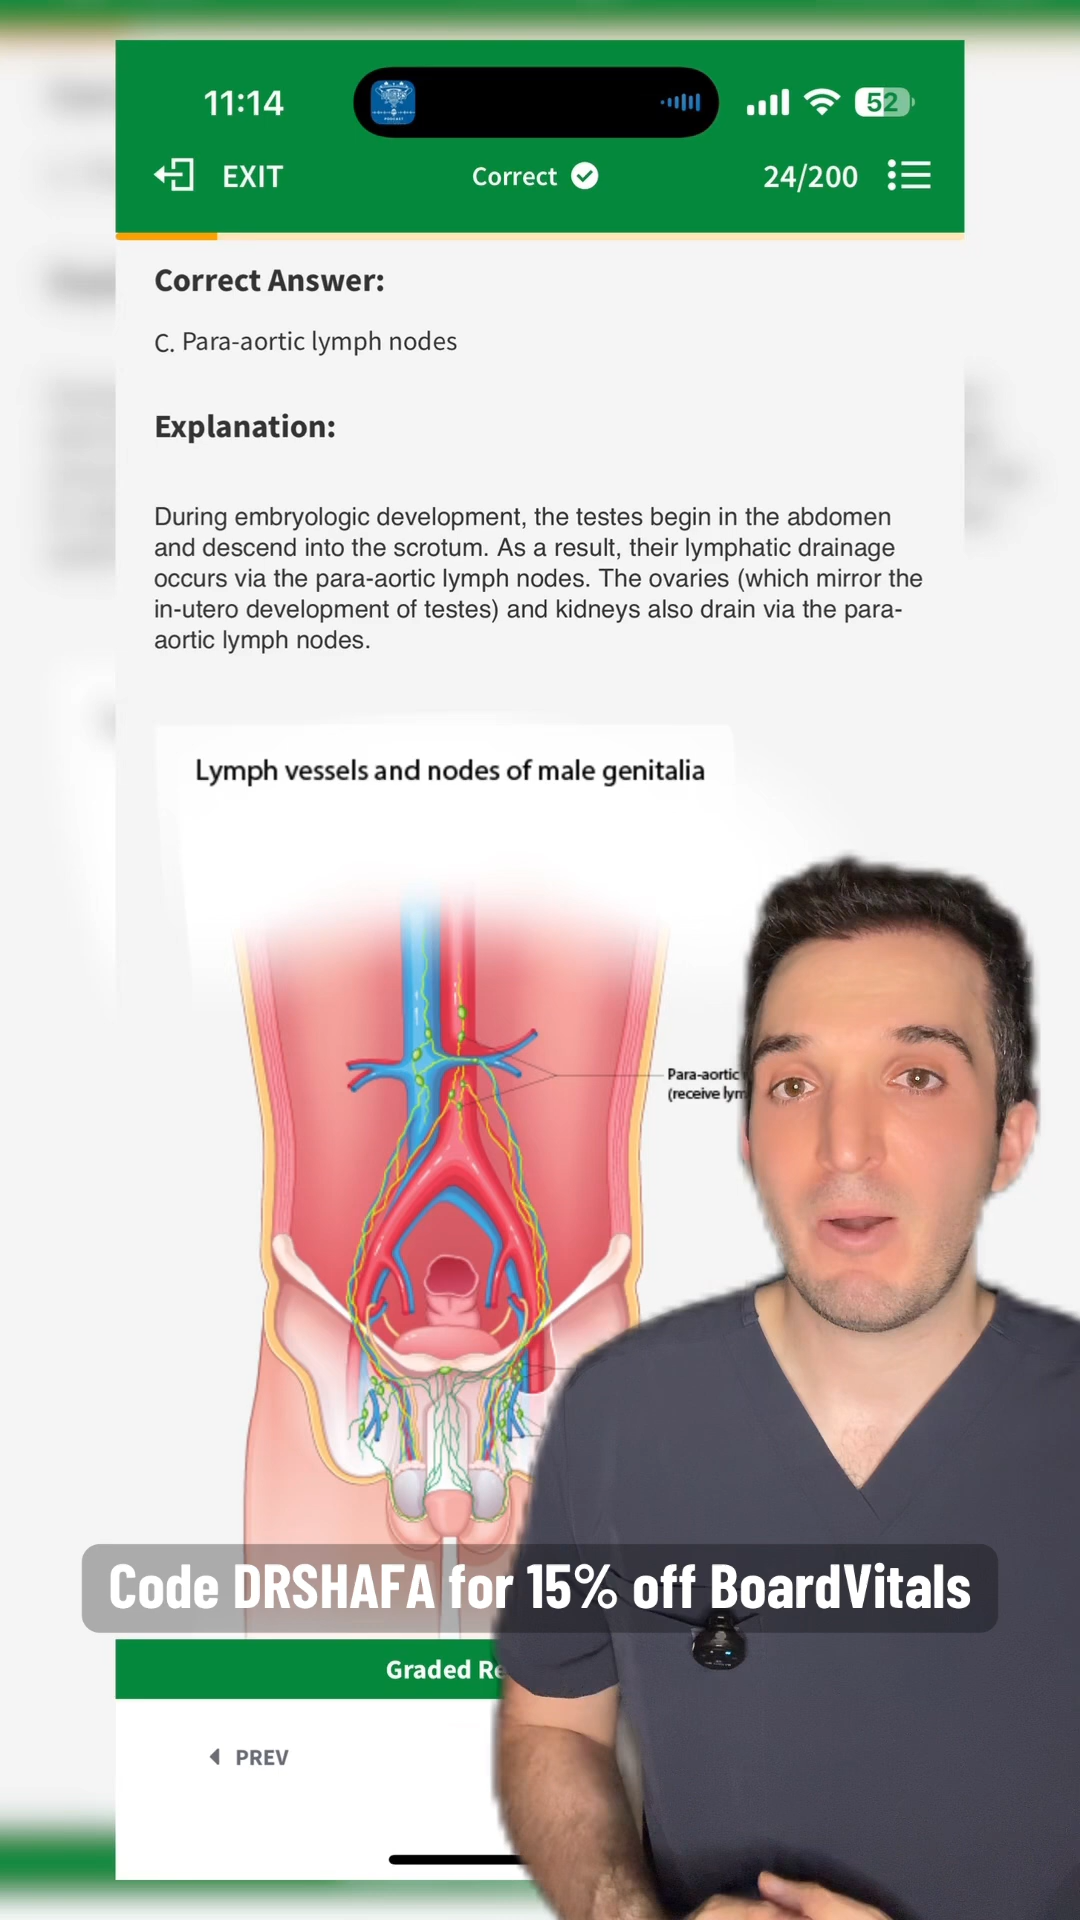 11:14
52
EXIT
Correct
24/200
Correct Answer:
C. Para-aortic lymph nodes
Explanation:
During embryologic development, the testes begin in the abdomen
and descend into the scrotum. As a result, their lymphatic drainage
occurs via the para-aortic lymph nodes. The ovaries (which mirror the
in-utero development of testes) and kidneys also drain via the para-
aortic lymph nodes.
Lymph vessels and nodes of male genitalia
Para-aortic
(receive lym
Code DRSHAFA for 15% off BoardVitals
Graded Re
PREV